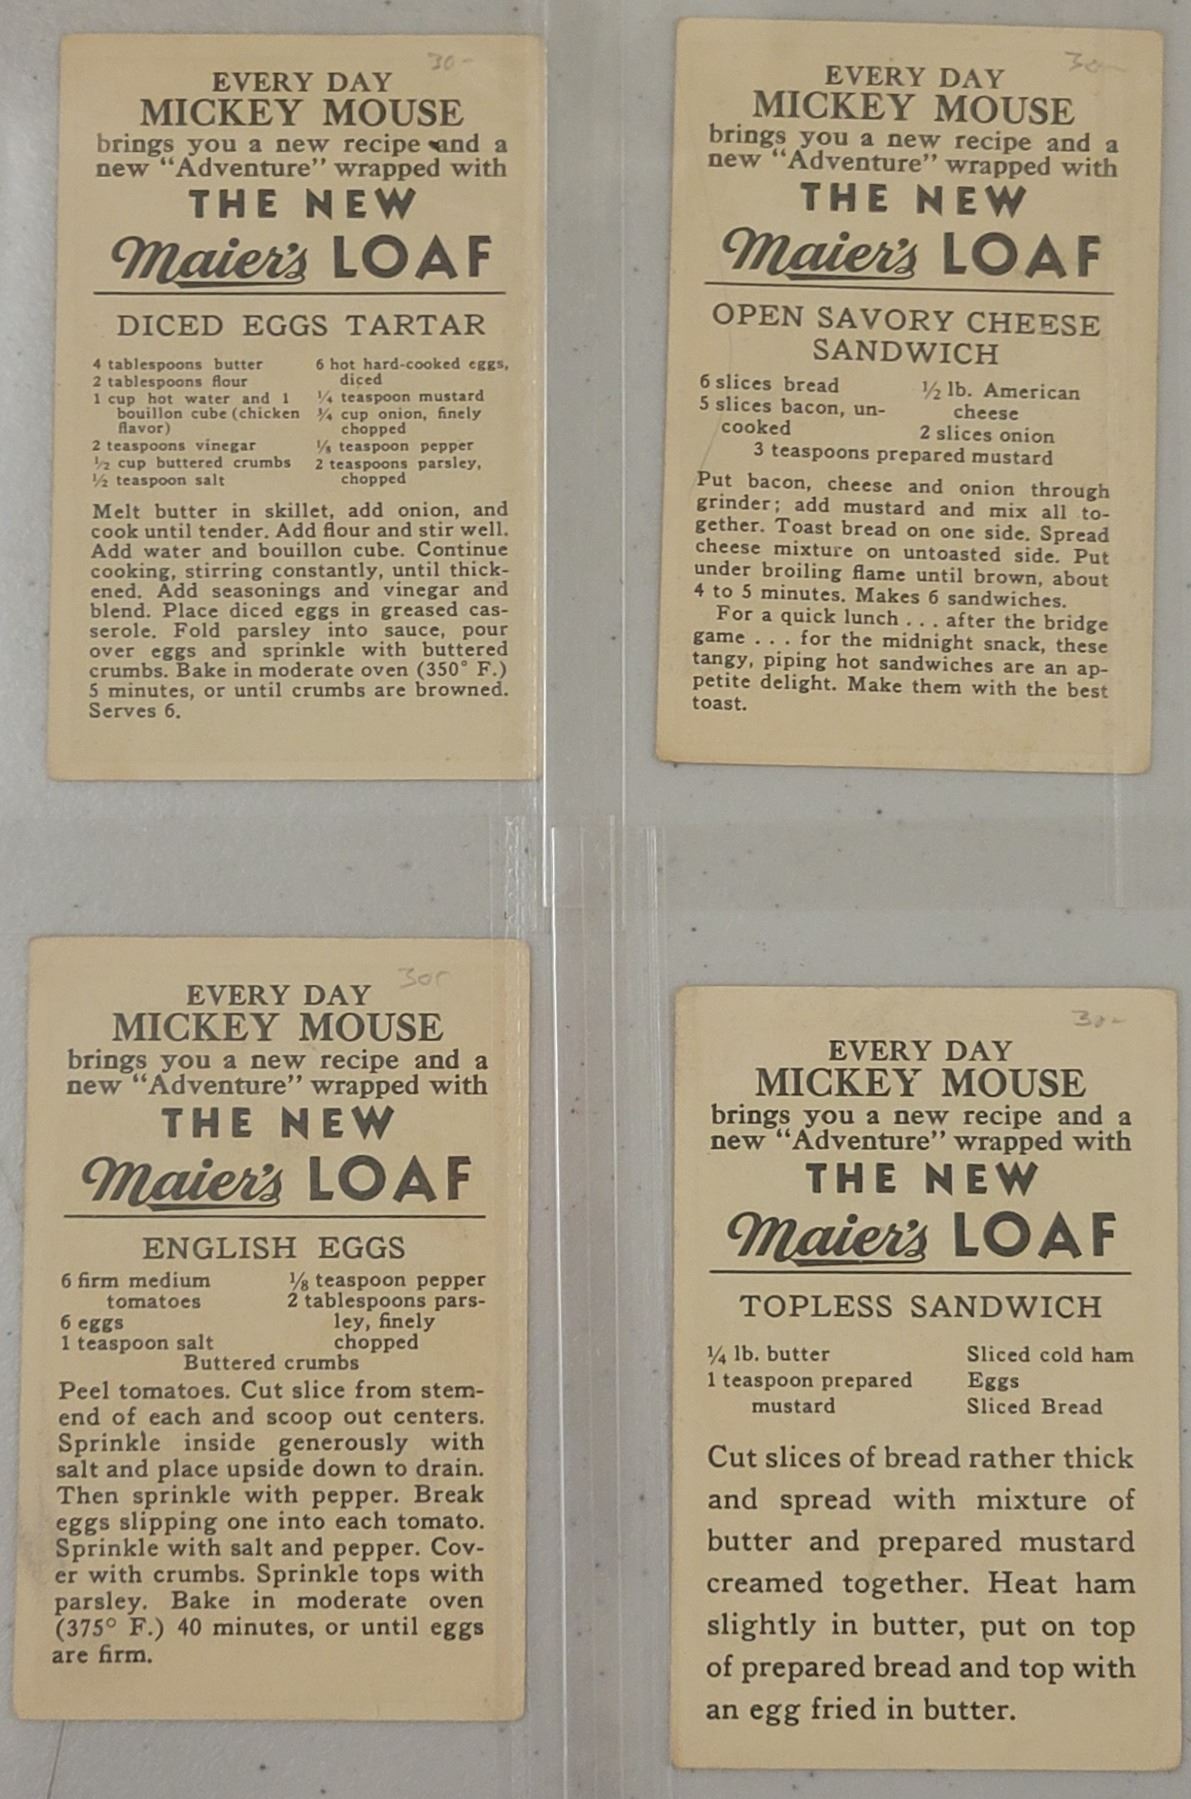 30-
EVERY DAY
MICKEY MOUSE
brings you a new recipe and a
new "Adventure" wrapped with
THE NEW
Maier's LOAF
DICED EGGS TARTAR
4 tablespoons butter
2 tablespoons flour
1 cup hot water and 1
bouillon cube (chicken
flavor)
2 teaspoons vinegar
½ cup buttered crumbs
½ teaspoon salt
6 hot hard-cooked eggs,
diced
¼ teaspoon mustard
¾ cup onion, finely
chopped
⅛ teaspoon pepper
2 teaspoons parsley,
chopped
Melt butter in skillet, add onion, and
cook until tender. Add flour and stir well.
Add water and bouillon cube. Continue
cooking, stirring constantly, until thick-
ened. Add seasonings and vinegar and
blend. Place diced eggs in greased cas-
serole. Fold parsley into sauce, pour
over eggs and sprinkle with buttered
crumbs. Bake in moderate oven (350° F.)
5 minutes, or until crumbs are browned.
Serves 6.
30-
EVERY DAY
MICKEY MOUSE
brings you a new recipe and a
new "Adventure" wrapped with
THE NEW
Maier's LOAF
OPEN SAVORY CHEESE
SANDWICH
6 slices bread
5 slices bacon, un-
cooked
½ lb. American
cheese
2 slices onion
3 teaspoons prepared mustard
Put bacon, cheese and onion through
grinder; add mustard and mix all to-
gether. Toast bread on one side. Spread
cheese mixture on untoasted side. Put
under broiling flame until brown, about
4 to 5 minutes. Makes 6 sandwiches.
For a quick lunch . . . after the bridge
game . . . for the midnight snack, these
tangy, piping hot sandwiches are an ap-
petite delight. Make them with the best
toast.
EVERY DAY
MICKEY MOUSE
brings you a new recipe and a
new "Adventure" wrapped with
THE NEW
Maier's LOAF
ENGLISH EGGS
6 firm medium
tomatoes
6 eggs
1 teaspoon salt
⅛ teaspoon pepper
2 tablespoons pars-
ley, finely
chopped
Buttered crumbs
Peel tomatoes. Cut slice from stem-
end of each and scoop out centers.
Sprinkle inside generously with
salt and place upside down to drain.
Then sprinkle with pepper. Break
eggs slipping one into each tomato.
Sprinkle with salt and pepper. Cov-
er with crumbs. Sprinkle tops with
parsley. Bake in moderate oven
(375° F.) 40 minutes, or until eggs
are firm.
30-
EVERY DAY
MICKEY MOUSE
brings you a new recipe and a
new "Adventure" wrapped with
THE NEW
Maier's LOAF
TOPLESS SANDWICH
¼ lb. butter
1 teaspoon prepared
mustard
Sliced cold ham
Eggs
Sliced Bread
Cut slices of bread rather thick
and spread with mixture of
butter and prepared mustard
creamed together. Heat ham
slightly in butter, put on top
of prepared bread and top with
an egg fried in butter.